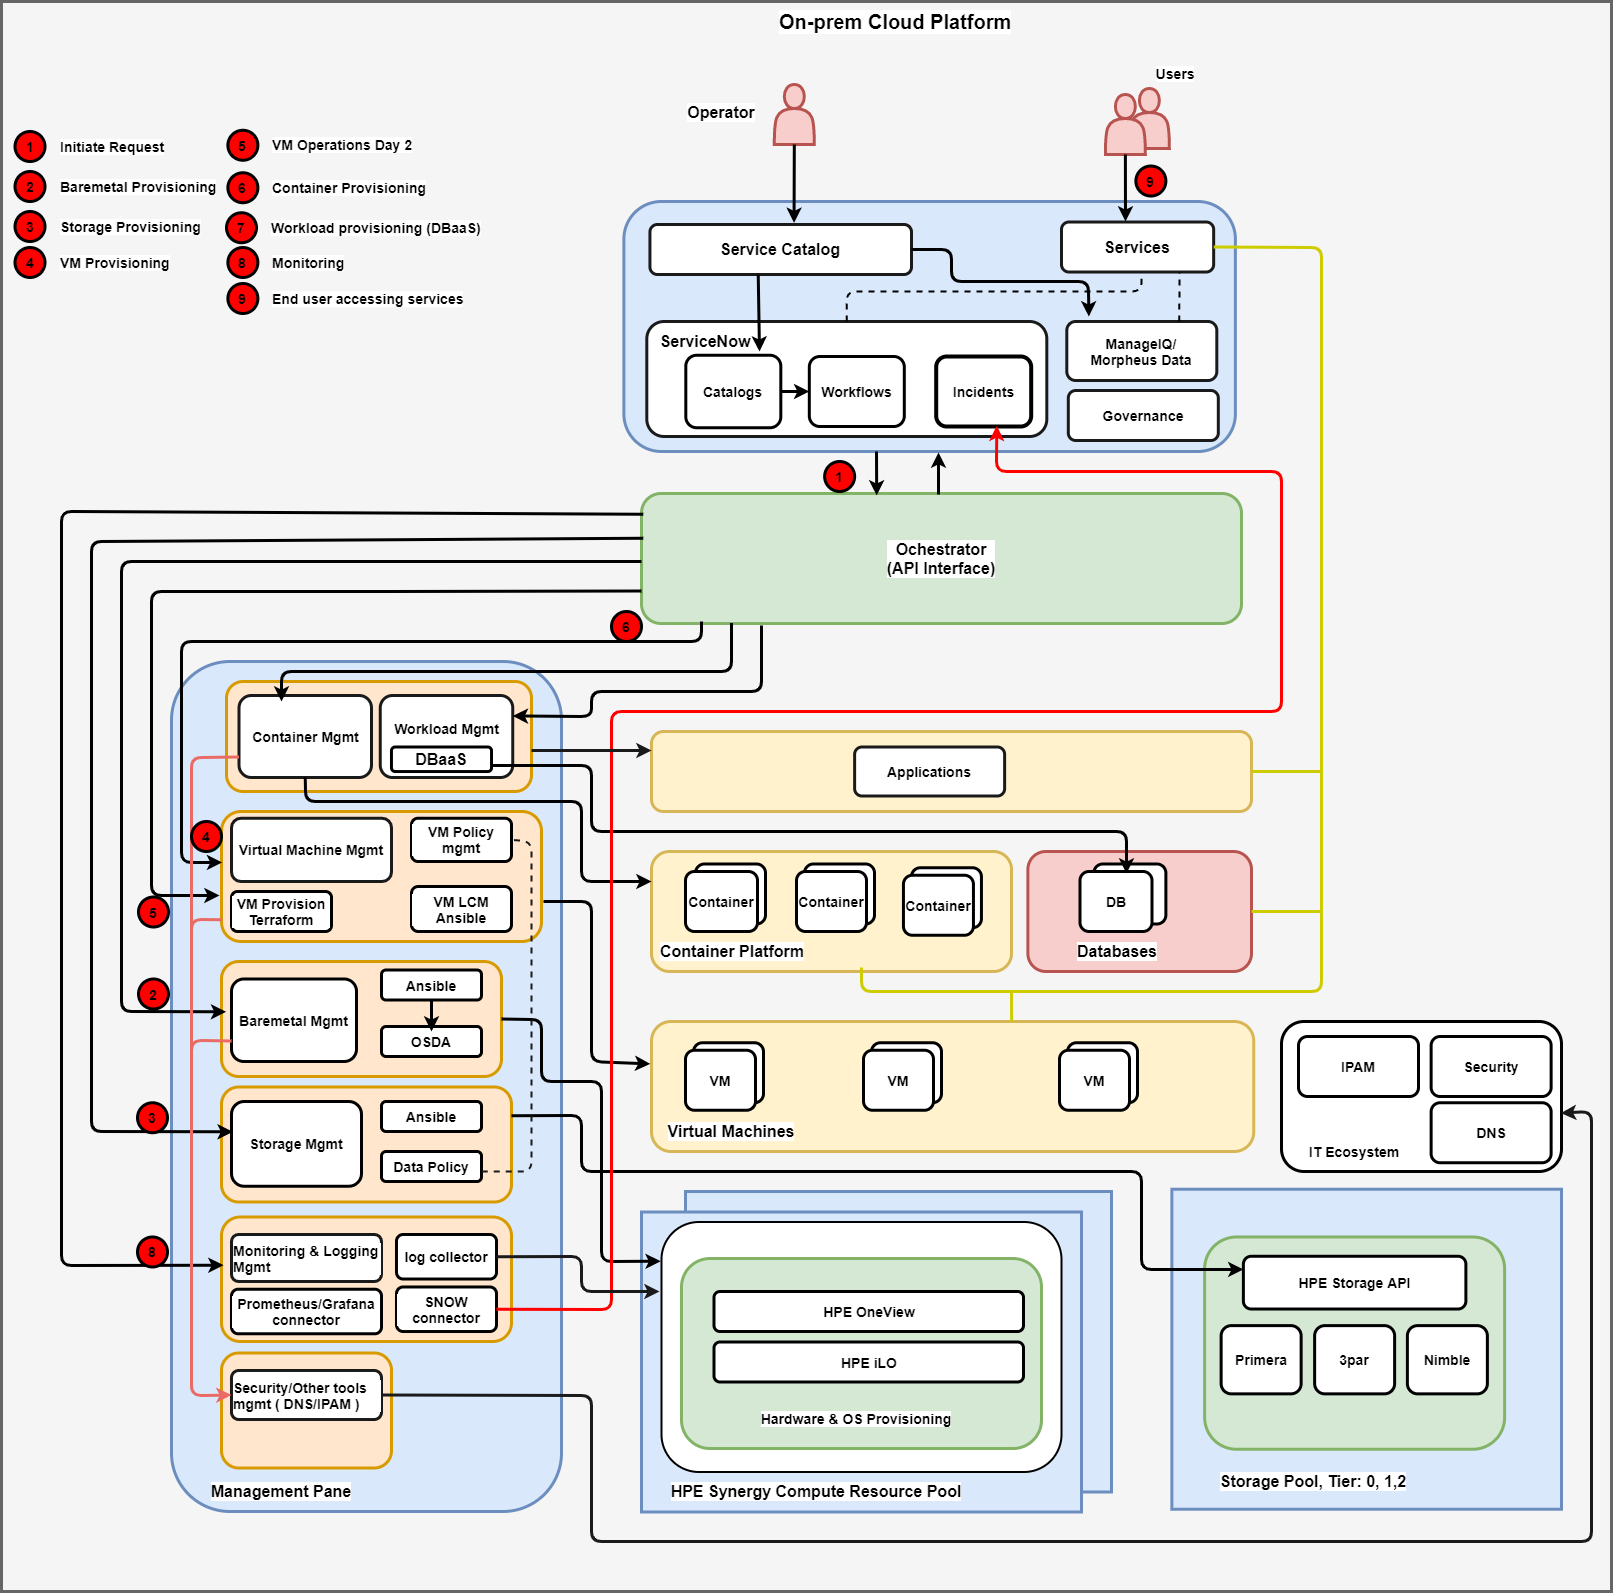 On-prem Cloud Platform
Users
Operator
1 Initiate Request
2 Baremetal Provisioning
3 Storage Provisioning
4 VM Provisioning
5 VM Operations Day 2
6 Container Provisioning
7 Workload provisioning (DBaaS)
8 Monitoring
9 End user accessing services
9
Service Catalog
Services
ServiceNow
Catalogs
Workflows
Incidents
ManageIQ/
Morpheus Data
Governance
1
Ochestrator
(API Interface)
6
Container Mgmt
Workload Mgmt
DBaaS
Applications
4
Virtual Machine Mgmt
VM Policy
mgmt
5
VM Provision
Terraform
VM LCM
Ansible
Container
Container
Container
Container Platform
DB
Databases
2
Baremetal Mgmt
Ansible
OSDA
VM
VM
VM
Virtual Machines
IPAM
Security
DNS
IT Ecosystem
3
Storage Mgmt
Ansible
Data Policy
8
Monitoring & Logging
Mgmt
log collector
Prometheus/Grafana
connector
SNOW
connector
Security/Other tools
mgmt ( DNS/IPAM )
Management Pane
HPE OneView
HPE iLO
Hardware & OS Provisioning
HPE Synergy Compute Resource Pool
HPE Storage API
Primera
3par
Nimble
Storage Pool, Tier: 0, 1,2